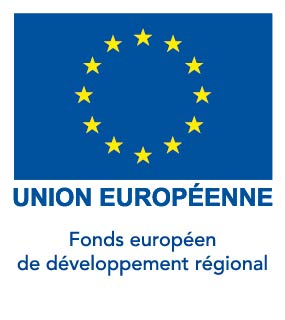 UNION EUROPÉENNE
Fonds européen
de développement régional